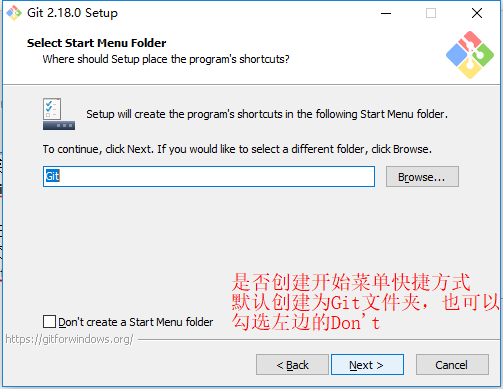 Git 2.18.0 Setup
Select Start Menu Folder
Where should Setup place the program's shortcuts?
Setup will create the program's shortcuts in the following Start Menu folder.
To continue, click Next. If you would like to select a different folder, click Browse.
Git
Browse...
是否创建开始菜单快捷方式
默认创建为Git文件夹，也可以
勾选左边的Don't
Don't create a Start Menu folder
https://gitforwindows.org/
< Back
Next >
Cancel